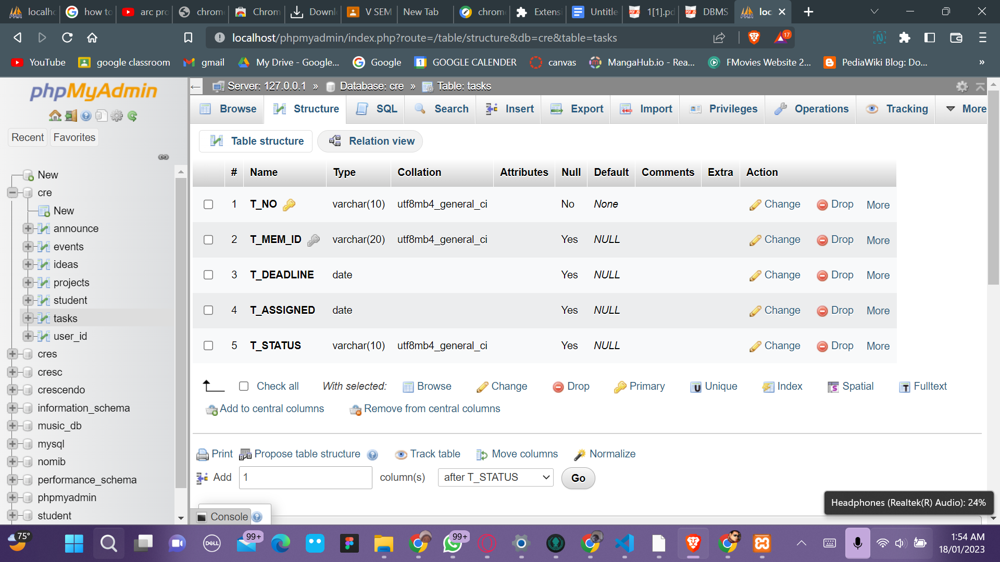 localhc
how to
arc pro
chrom
Chrom
Downl
V SEM
New Tab
chrome
Extensi
Untitle
1[1].pd
DBMS
loc
localhost/phpmyadmin/index.php?route=/table/structure&db=cre&table=tasks
17
YouTube
google classroom
gmail
My Drive - Google...
Google
GOOGLE CALENDER
canvas
MangaHub.io - Rea...
FMovies Website 2...
PediaWiki Blog: Do...
»
phpMyAdmin
Recent
Favorites
New
cre
New
announce
events
ideas
projects
student
tasks
user_id
cres
cresc
crescendo
information_schema
music_db
mysql
nomib
performance_schema
phpmyadmin
student
Server: 127.0.0.1 » Database: cre » Table: tasks
Browse Structure SQL Search Insert Export Import Privileges Operations Tracking More
Table structure Relation view
# Name Type Collation Attributes Null Default Comments Extra Action
1 T_NO varchar(10) utf8mb4_general_ci No None Change Drop More
2 T_MEM_ID varchar(20) utf8mb4_general_ci Yes NULL Change Drop More
3 T_DEADLINE date Yes NULL Change Drop More
4 T_ASSIGNED date Yes NULL Change Drop More
5 T_STATUS varchar(10) utf8mb4_general_ci Yes NULL Change Drop More
Check all With selected: Browse Change Drop Primary Unique Index Spatial Fulltext
Add to central columns Remove from central columns
Print Propose table structure Track table Move columns Normalize
Add 1 column(s) after T_STATUS Go
Console
Headphones (Realtek(R) Audio): 24%
75°
DELL
99+
99+
1:54 AM
18/01/2023